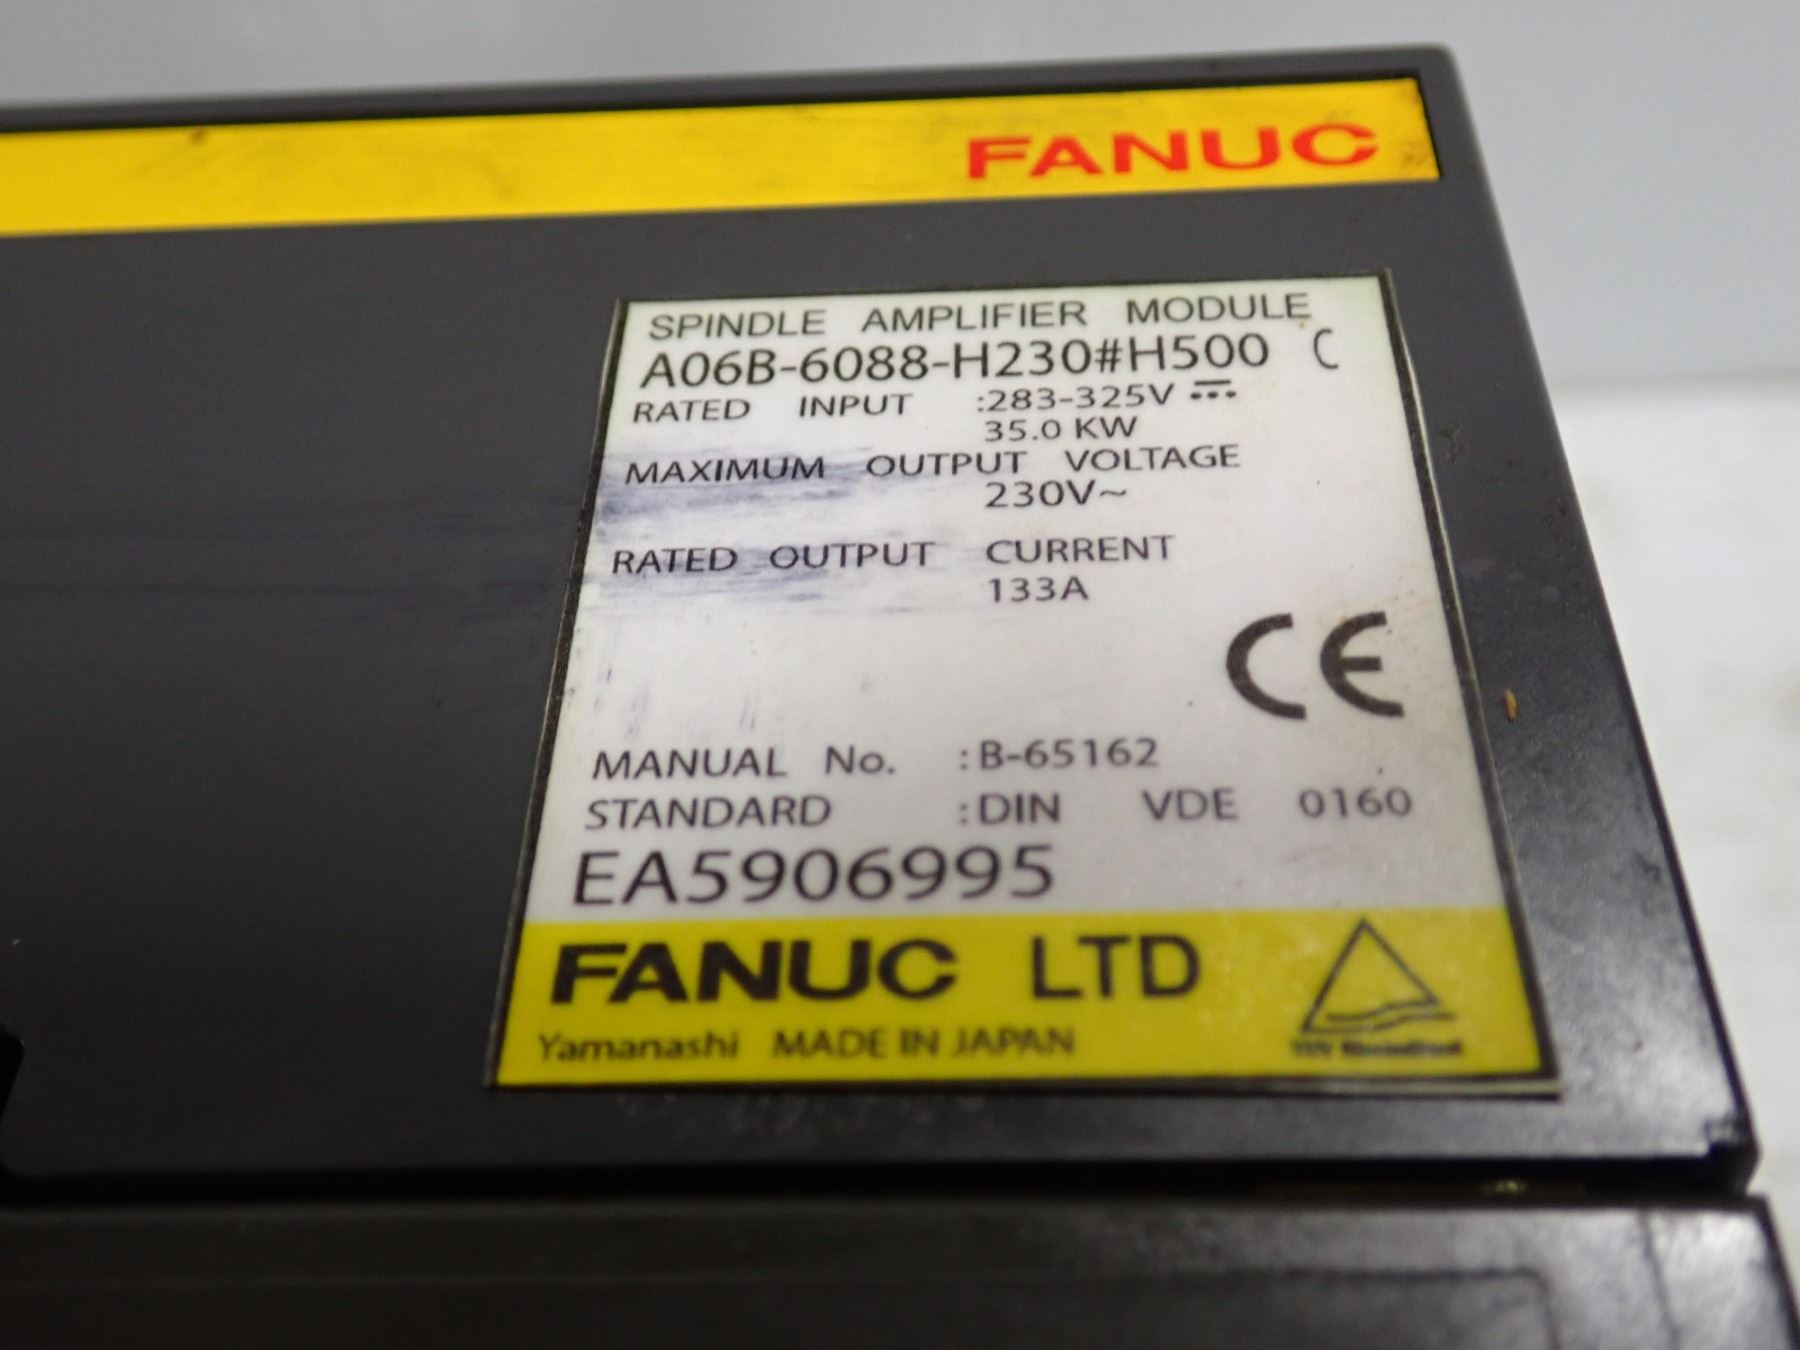 FANUC
SPINDLE AMPLIFIER MODULE
A06B-6088-H230#H500 C
RATED INPUT :283-325V ⎓
35.0 KW
MAXIMUM OUTPUT VOLTAGE
230V~
RATED OUTPUT CURRENT
133A
CE
MANUAL No. :B-65162
STANDARD :DIN VDE 0160
EA5906995
FANUC LTD
Yamanashi MADE IN JAPAN